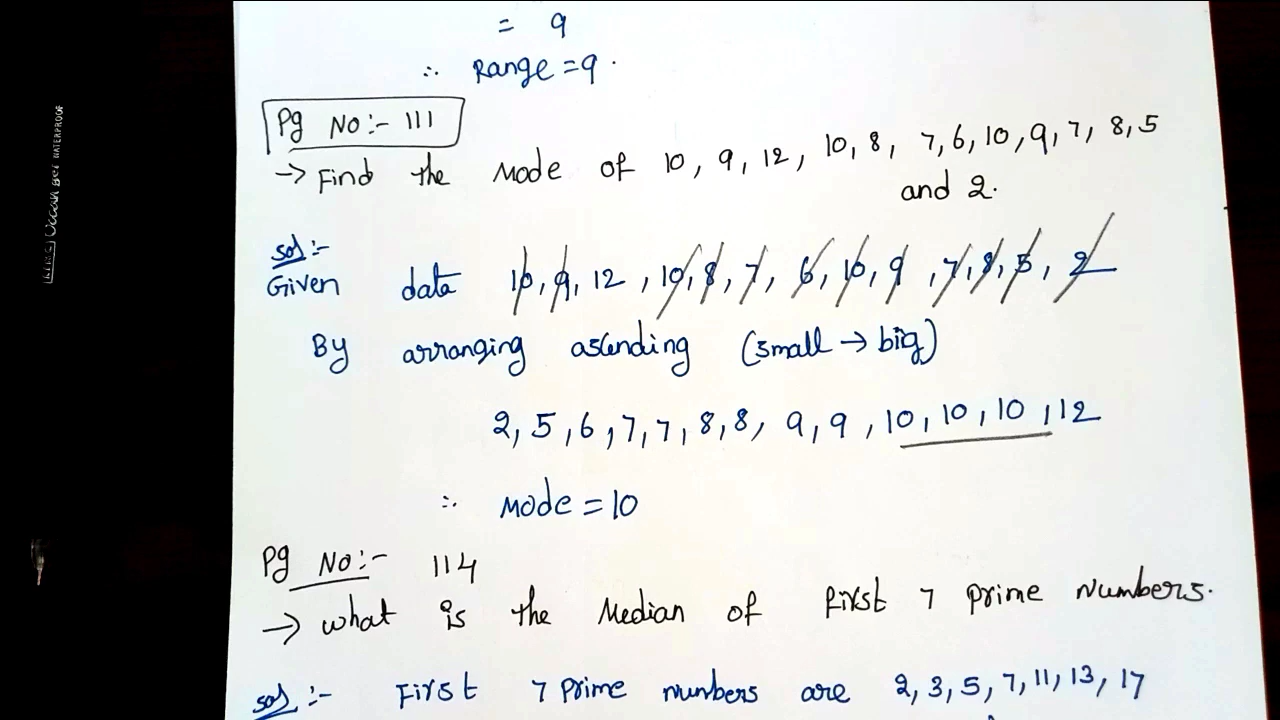 = 9
∴ Range = 9.
Pg No:- 111
→ Find the Mode of 10, 9, 12, 10, 8, 7, 6, 10, 9, 7, 8, 5
and 2.
sol:-
Given data 10, 9, 12, 10, 8, 7, 6, 10, 9, 7, 8, 5, 2
By arranging ascending (small → big)
2, 5, 6, 7, 7, 8, 8, 9, 9, 10, 10, 10, 12
∴ Mode = 10
Pg No:- 114
→ what is the Median of first 7 prime numbers.
sol:- First 7 prime numbers are 2, 3, 5, 7, 11, 13, 17
WATERPROOF